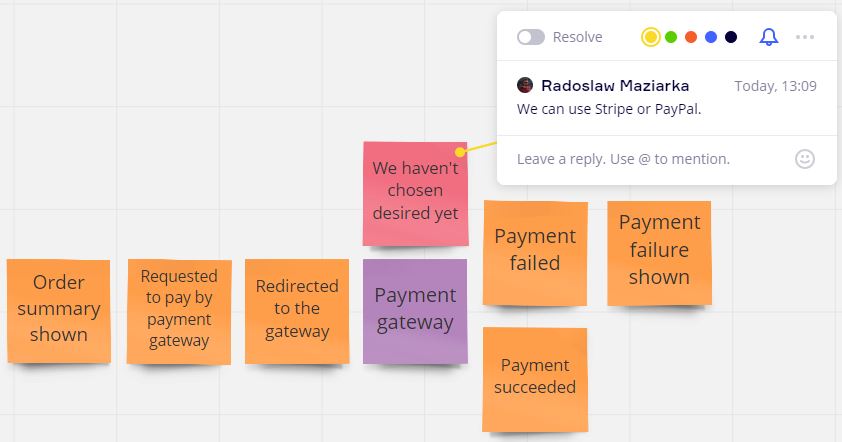 Resolve
Radoslaw Maziarka
Today, 13:09
We can use Stripe or PayPal.
Leave a reply. Use @ to mention.
We haven't
chosen
desired yet
Order
summary
shown
Requested
to pay by
payment
gateway
Redirected
to the
gateway
Payment
gateway
Payment
failed
Payment
failure
shown
Payment
succeeded